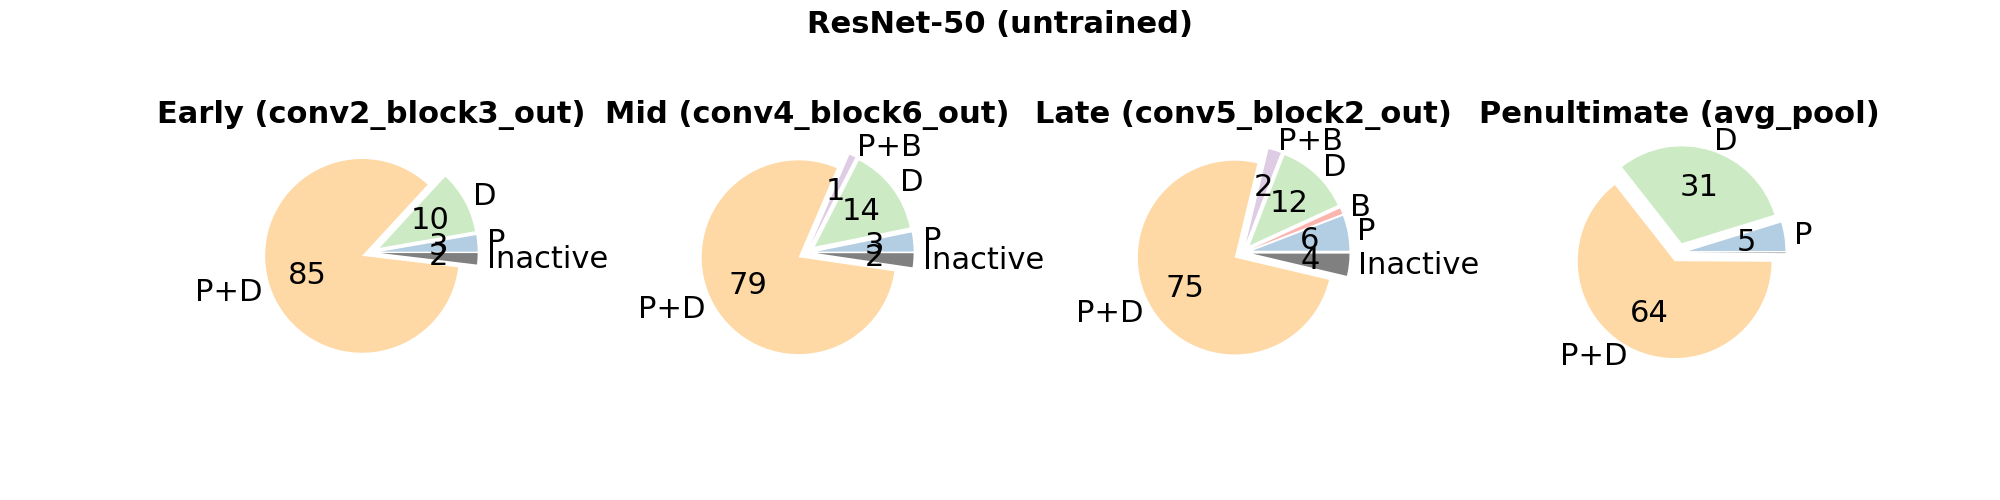 ResNet-50 (untrained)
Early (conv2_block3_out)
D
10
P
3
2
Inactive
85
P+D
Mid (conv4_block6_out)
P+B
1
D
14
P
3
2
Inactive
79
P+D
Late (conv5_block2_out)
P+B
2
D
12
B
P
6
4
Inactive
75
P+D
Penultimate (avg_pool)
D
31
P
5
64
P+D